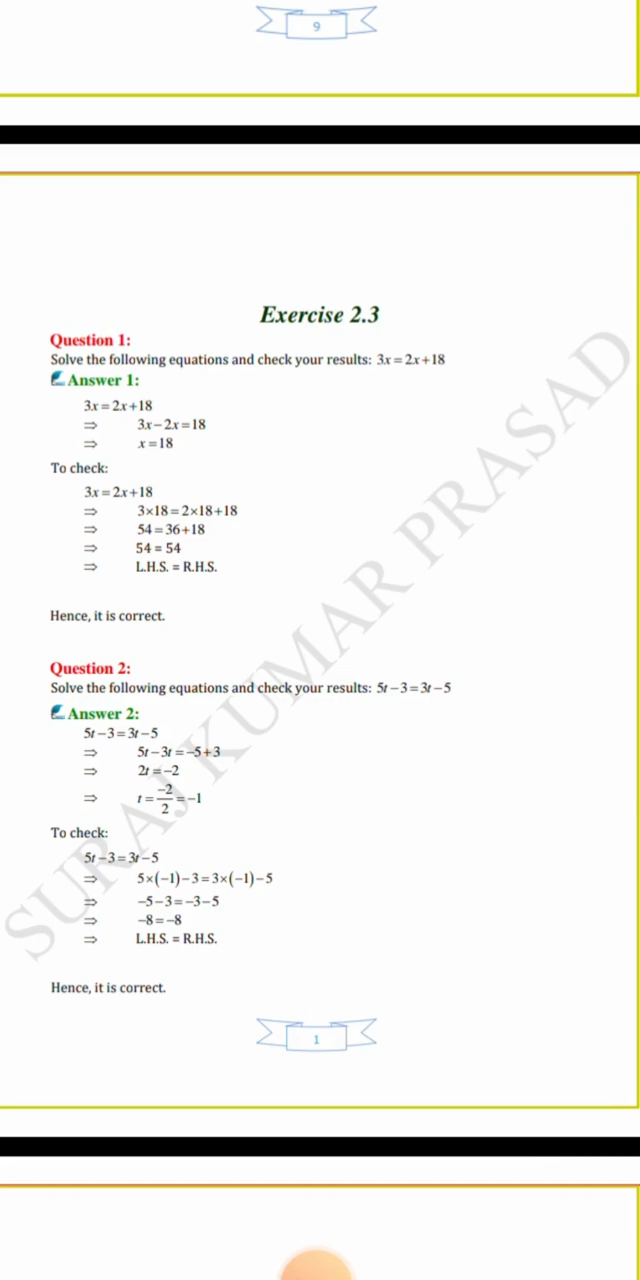 9
Exercise 2.3
Question 1:
Solve the following equations and check your results: 3x = 2x+18
Answer 1:
3x = 2x+18
⇒ 3x−2x =18
⇒ x =18
To check:
3x = 2x+18
⇒ 3×18 = 2×18+18
⇒ 54 = 36+18
⇒ 54 = 54
⇒ L.H.S. = R.H.S.
Hence, it is correct.
Question 2:
Solve the following equations and check your results: 5t −3 = 3t −5
Answer 2:
5t −3 = 3t −5
⇒ 5t −3t = −5+3
⇒ 2t = −2
⇒ t = −2/2 = −1
To check:
5t −3 = 3t −5
⇒ 5×(−1)−3 = 3×(−1)−5
⇒ −5−3 = −3−5
⇒ −8 = −8
⇒ L.H.S. = R.H.S.
Hence, it is correct.
1
SURAJ KUMAR PRASAD